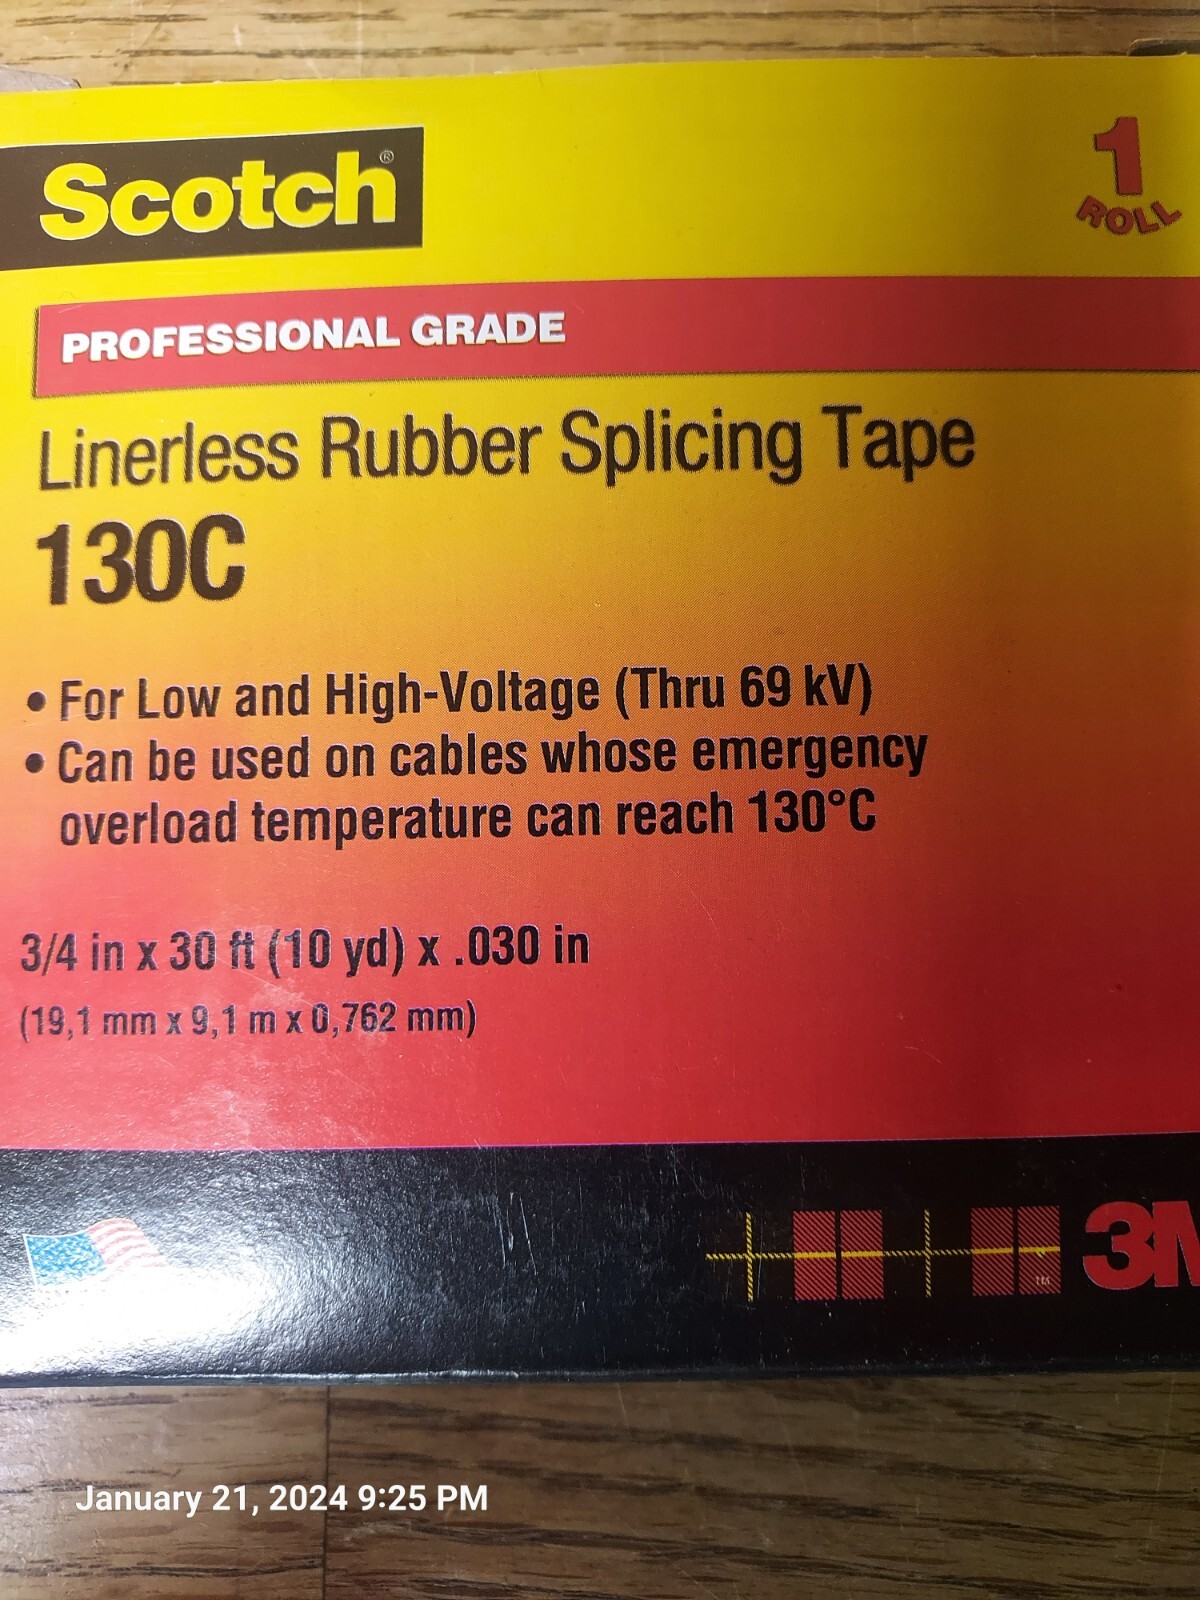 Scotch®
1
ROLL
PROFESSIONAL GRADE
Linerless Rubber Splicing Tape
130C
• For Low and High-Voltage (Thru 69 kV)
• Can be used on cables whose emergency
overload temperature can reach 130°C
3/4 in x 30 ft (10 yd) x .030 in
(19,1 mm x 9,1 m x 0,762 mm)
TM
3M
January 21, 2024 9:25 PM